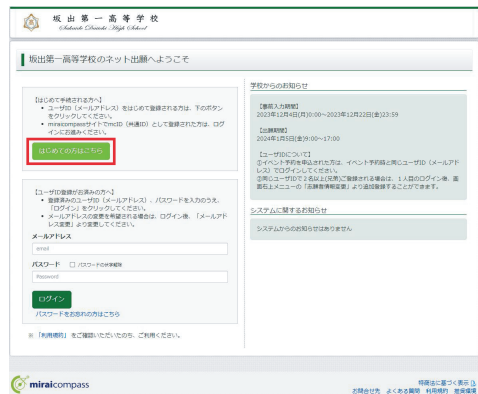 坂出第一高等学校
Sakaide Daiichi High School
坂出第一高等学校のネット出願へようこそ
【はじめて手続される方へ】
• ユーザID（メールアドレス）をはじめて登録される方は、下のボタン
をクリックしてください。
• miraicompassサイトでmcID（共通ID）として登録された方は、ログ
インにお進みください。
はじめての方はこちら
【ユーザID登録がお済みの方へ】
• 登録済みのユーザID（メールアドレス）、パスワードを入力のうえ、
「ログイン」をクリックしてください。
• メールアドレスの変更を希望される場合は、ログイン後、「メールアド
レス変更」より変更してください。
メールアドレス
email
パスワード □ パスワードの伏字解除
Password
ログイン
パスワードをお忘れの方はこちら
※「利用規約」をご確認いただいたのち、ご利用ください。
学校からのお知らせ
【事前入力期間】
2023年12月4日(月)0:00～2023年12月22日(金)23:59
【出願期間】
2024年1月5日(金)9:00～17:00
【ユーザIDについて】
①イベント予約を申込された方は、イベント予約時と同じユーザID（メールアド
レス）でログインしてください。
②同じユーザIDで２名以上(兄弟)ご登録される場合は、１人目のログイン後、画
面右上メニューの「志願者情報変更」より追加登録することができます。
システムに関するお知らせ
システムからのお知らせはありません
miraicompass
特商法に基づく表示
お問合せ先 よくある質問 利用規約 推奨環境